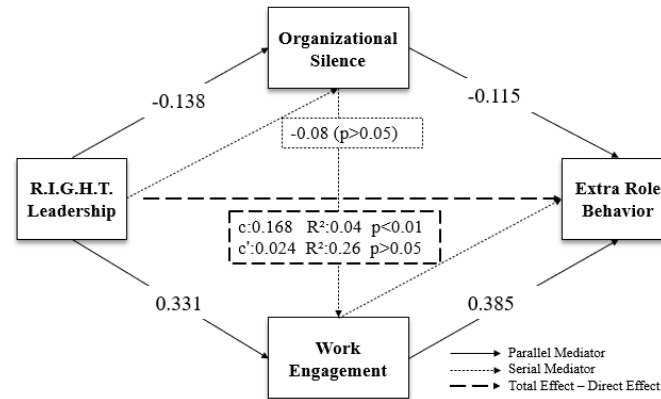 Organizational
Silence
-0.138
-0.115
-0.08 (p>0.05)
R.I.G.H.T.
Leadership
Extra Role
Behavior
c:0.168 R²:0.04 p<0.01
c':0.024 R²:0.26 p>0.05
0.331
0.385
Work
Engagement
Parallel Mediator
Serial Mediator
Total Effect – Direct Effect